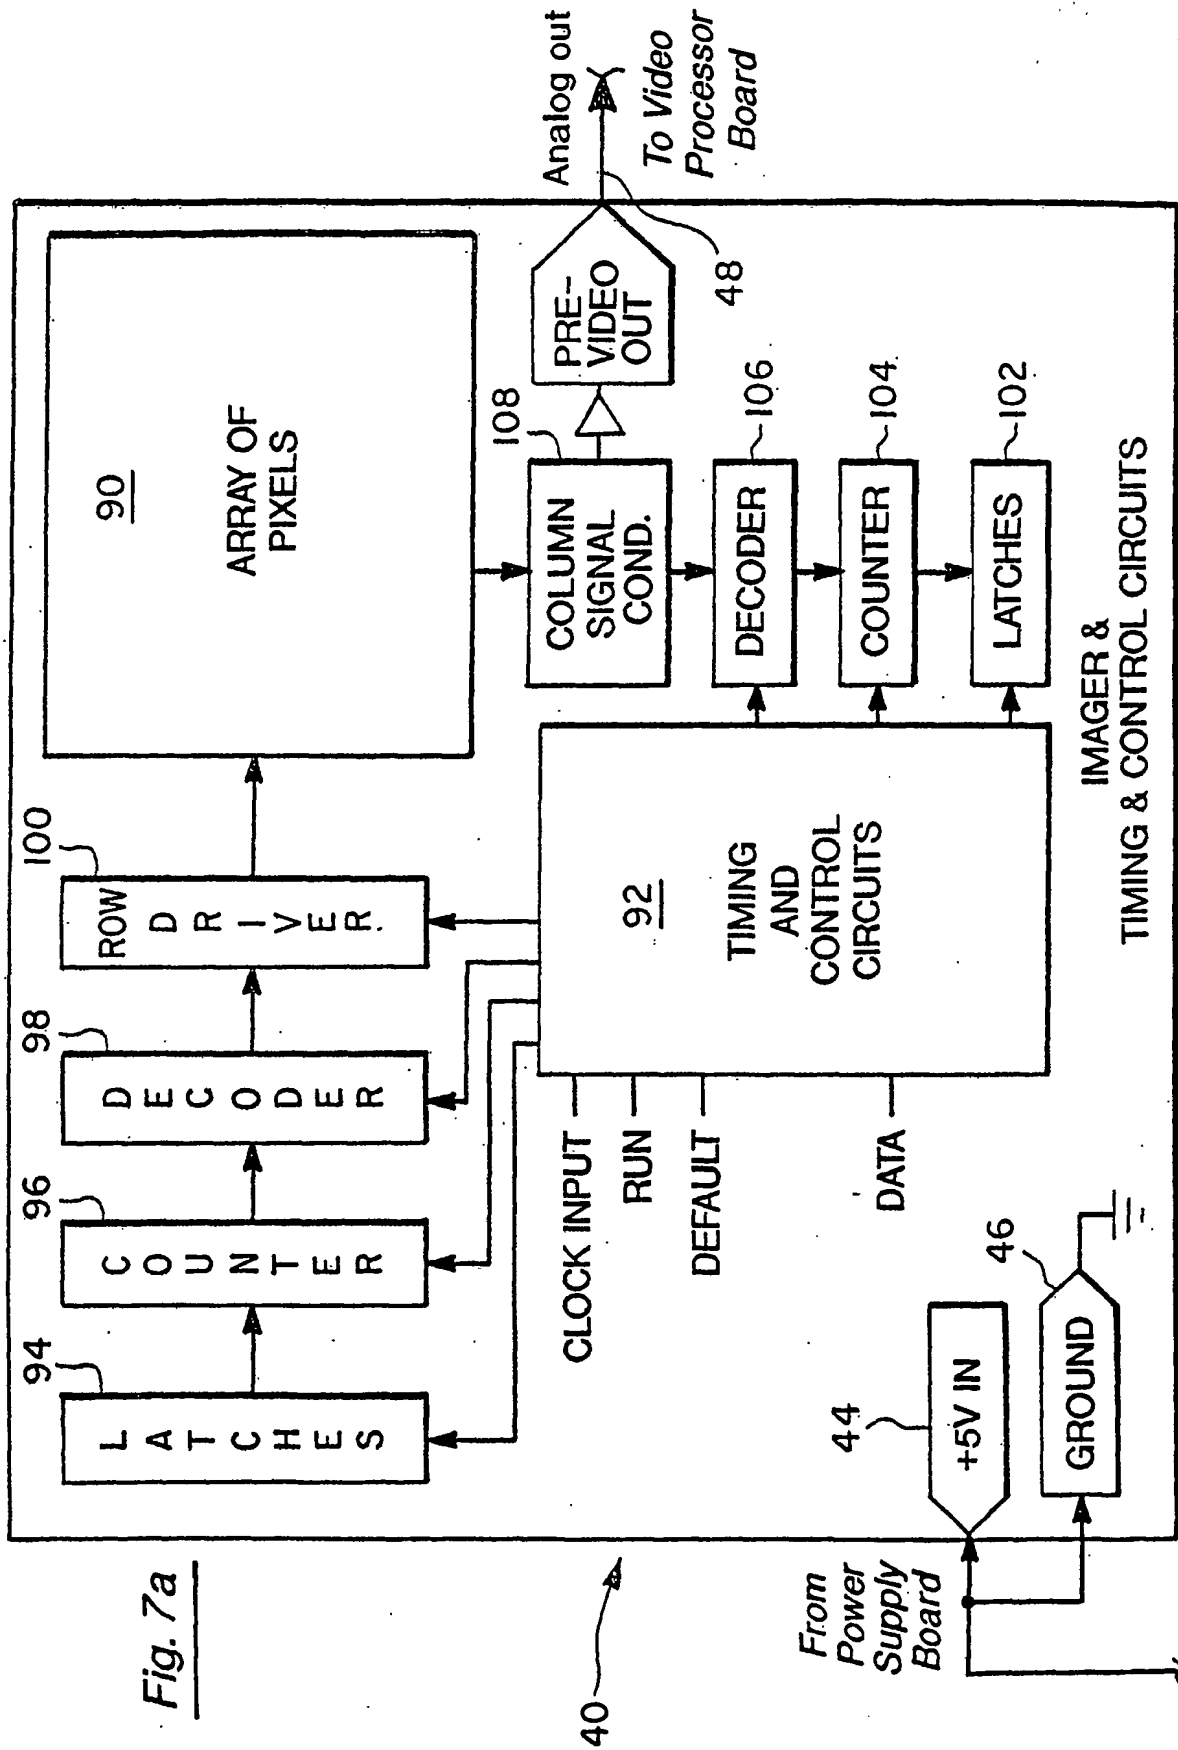 Fig. 7a
40
94
LATCHES
96
COUNTER
98
DECODER
100
ROW
DRIVER.
90
ARRAY OF
PIXELS
CLOCK INPUT
RUN
DEFAULT
DATA
92
TIMING
AND
CONTROL
CIRCUITS
108
COLUMN
SIGNAL
COND.
PRE-
VIDEO
OUT
Analog out
48
To Video
Processor
Board
DECODER
106
COUNTER
104
LATCHES
102
From
Power
Supply
Board
44
+5V IN
46
GROUND
IMAGER &
TIMING & CONTROL CIRCUITS